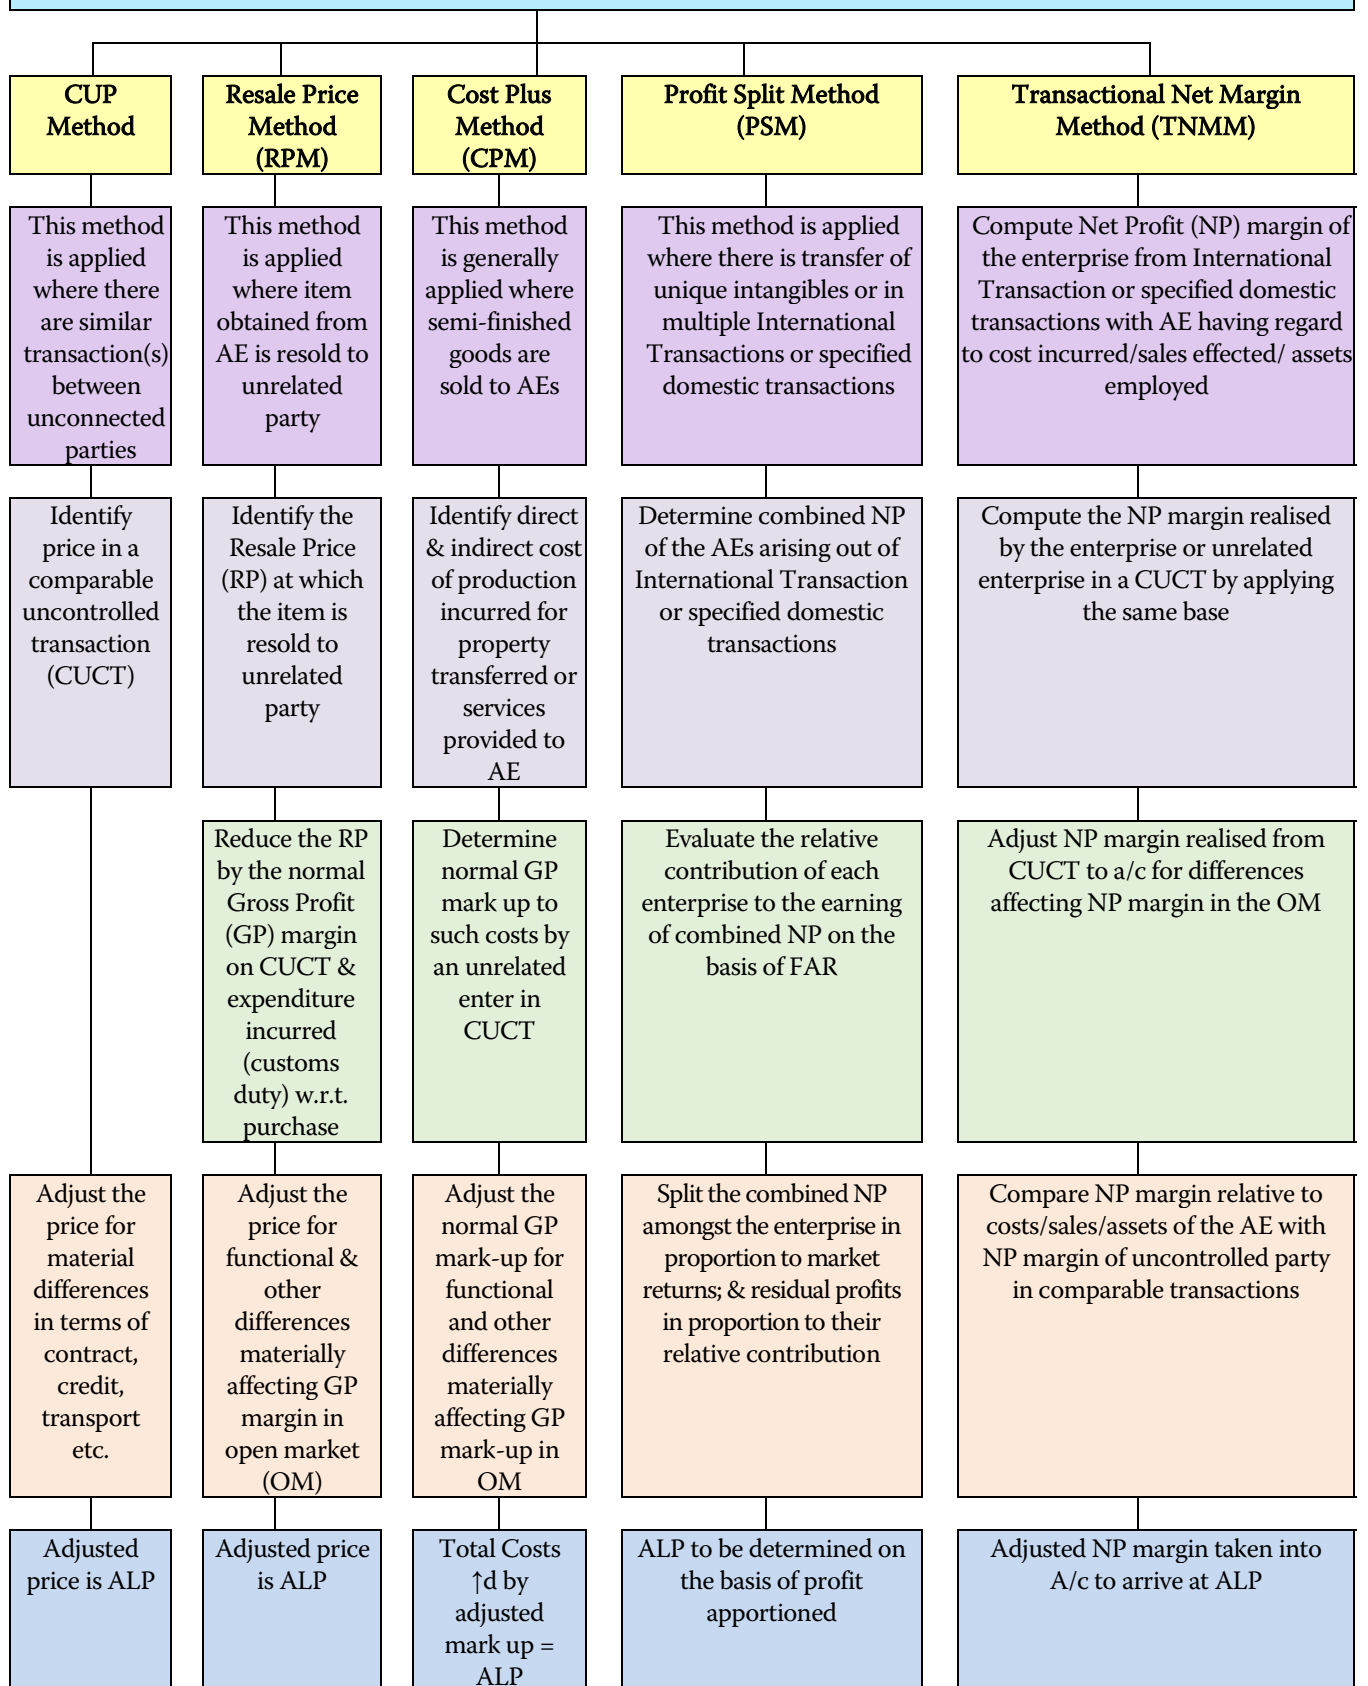 CUP
Method
Resale Price
Method
(RPM)
Cost Plus
Method
(CPM)
Profit Split Method
(PSM)
Transactional Net Margin
Method (TNMM)
This method
is applied
where there
are similar
transaction(s)
between
unconnected
parties
This method
is applied
where item
obtained from
AE is resold to
unrelated
party
This method
is generally
applied where
semi-finished
goods are
sold to AEs
This method is applied
where there is transfer of
unique intangibles or in
multiple International
Transactions or specified
domestic transactions
Compute Net Profit (NP) margin of
the enterprise from International
Transaction or specified domestic
transactions with AE having regard
to cost incurred/sales effected/ assets
employed
Identify
price in a
comparable
uncontrolled
transaction
(CUCT)
Identify the
Resale Price
(RP) at which
the item is
resold to
unrelated
party
Identify direct
& indirect cost
of production
incurred for
property
transferred or
services
provided to
AE
Determine combined NP
of the AEs arising out of
International Transaction
or specified domestic
transactions
Compute the NP margin realised
by the enterprise or unrelated
enterprise in a CUCT by applying
the same base
Reduce the RP
by the normal
Gross Profit
(GP) margin
on CUCT &
expenditure
incurred
(customs
duty) w.r.t.
purchase
Determine
normal GP
mark up to
such costs by
an unrelated
enter in
CUCT
Evaluate the relative
contribution of each
enterprise to the earning
of combined NP on the
basis of FAR
Adjust NP margin realised from
CUCT to a/c for differences
affecting NP margin in the OM
Adjust the
price for
material
differences
in terms of
contract,
credit,
transport
etc.
Adjust the
price for
functional &
other
differences
materially
affecting GP
margin in
open market
(OM)
Adjust the
normal GP
mark-up for
functional
and other
differences
materially
affecting GP
mark-up in
OM
Split the combined NP
amongst the enterprise in
proportion to market
returns; & residual profits
in proportion to their
relative contribution
Compare NP margin relative to
costs/sales/assets of the AE with
NP margin of uncontrolled party
in comparable transactions
Adjusted
price is ALP
Adjusted price
is ALP
Total Costs
↑d by
adjusted
mark up =
ALP
ALP to be determined on
the basis of profit
apportioned
Adjusted NP margin taken into
A/c to arrive at ALP